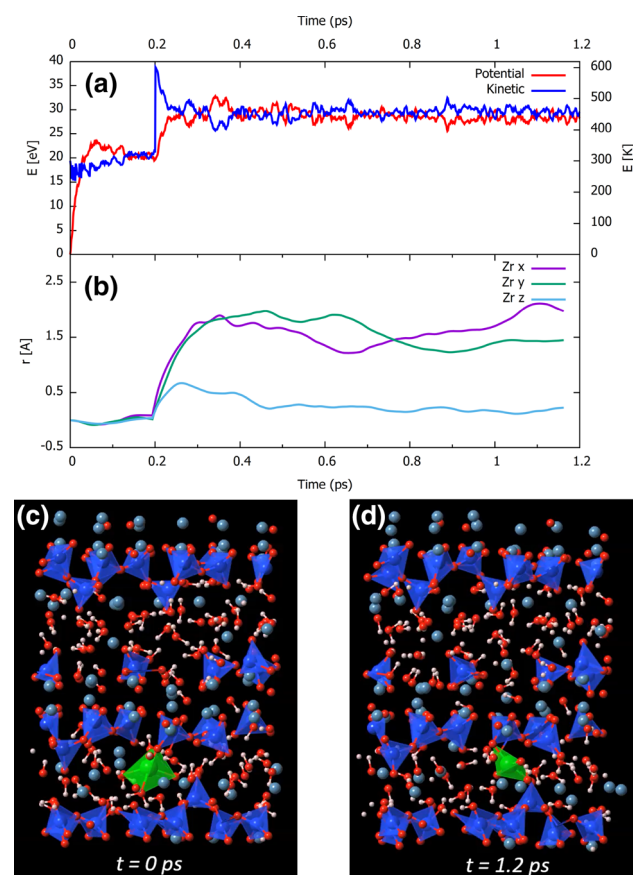 Time (ps)
0 0.2 0.4 0.6 0.8 1 1.2
(a)
Potential
Kinetic
E [eV]
40
35
30
25
20
15
10
5
0
E [K]
600
500
400
300
200
100
0
(b)
Zr x
Zr y
Zr z
r [A]
2.5
1.5
0.5
-0.5
0 0.2 0.4 0.6 0.8 1 1.2
Time (ps)
(c)
t = 0 ps
(d)
t = 1.2 ps